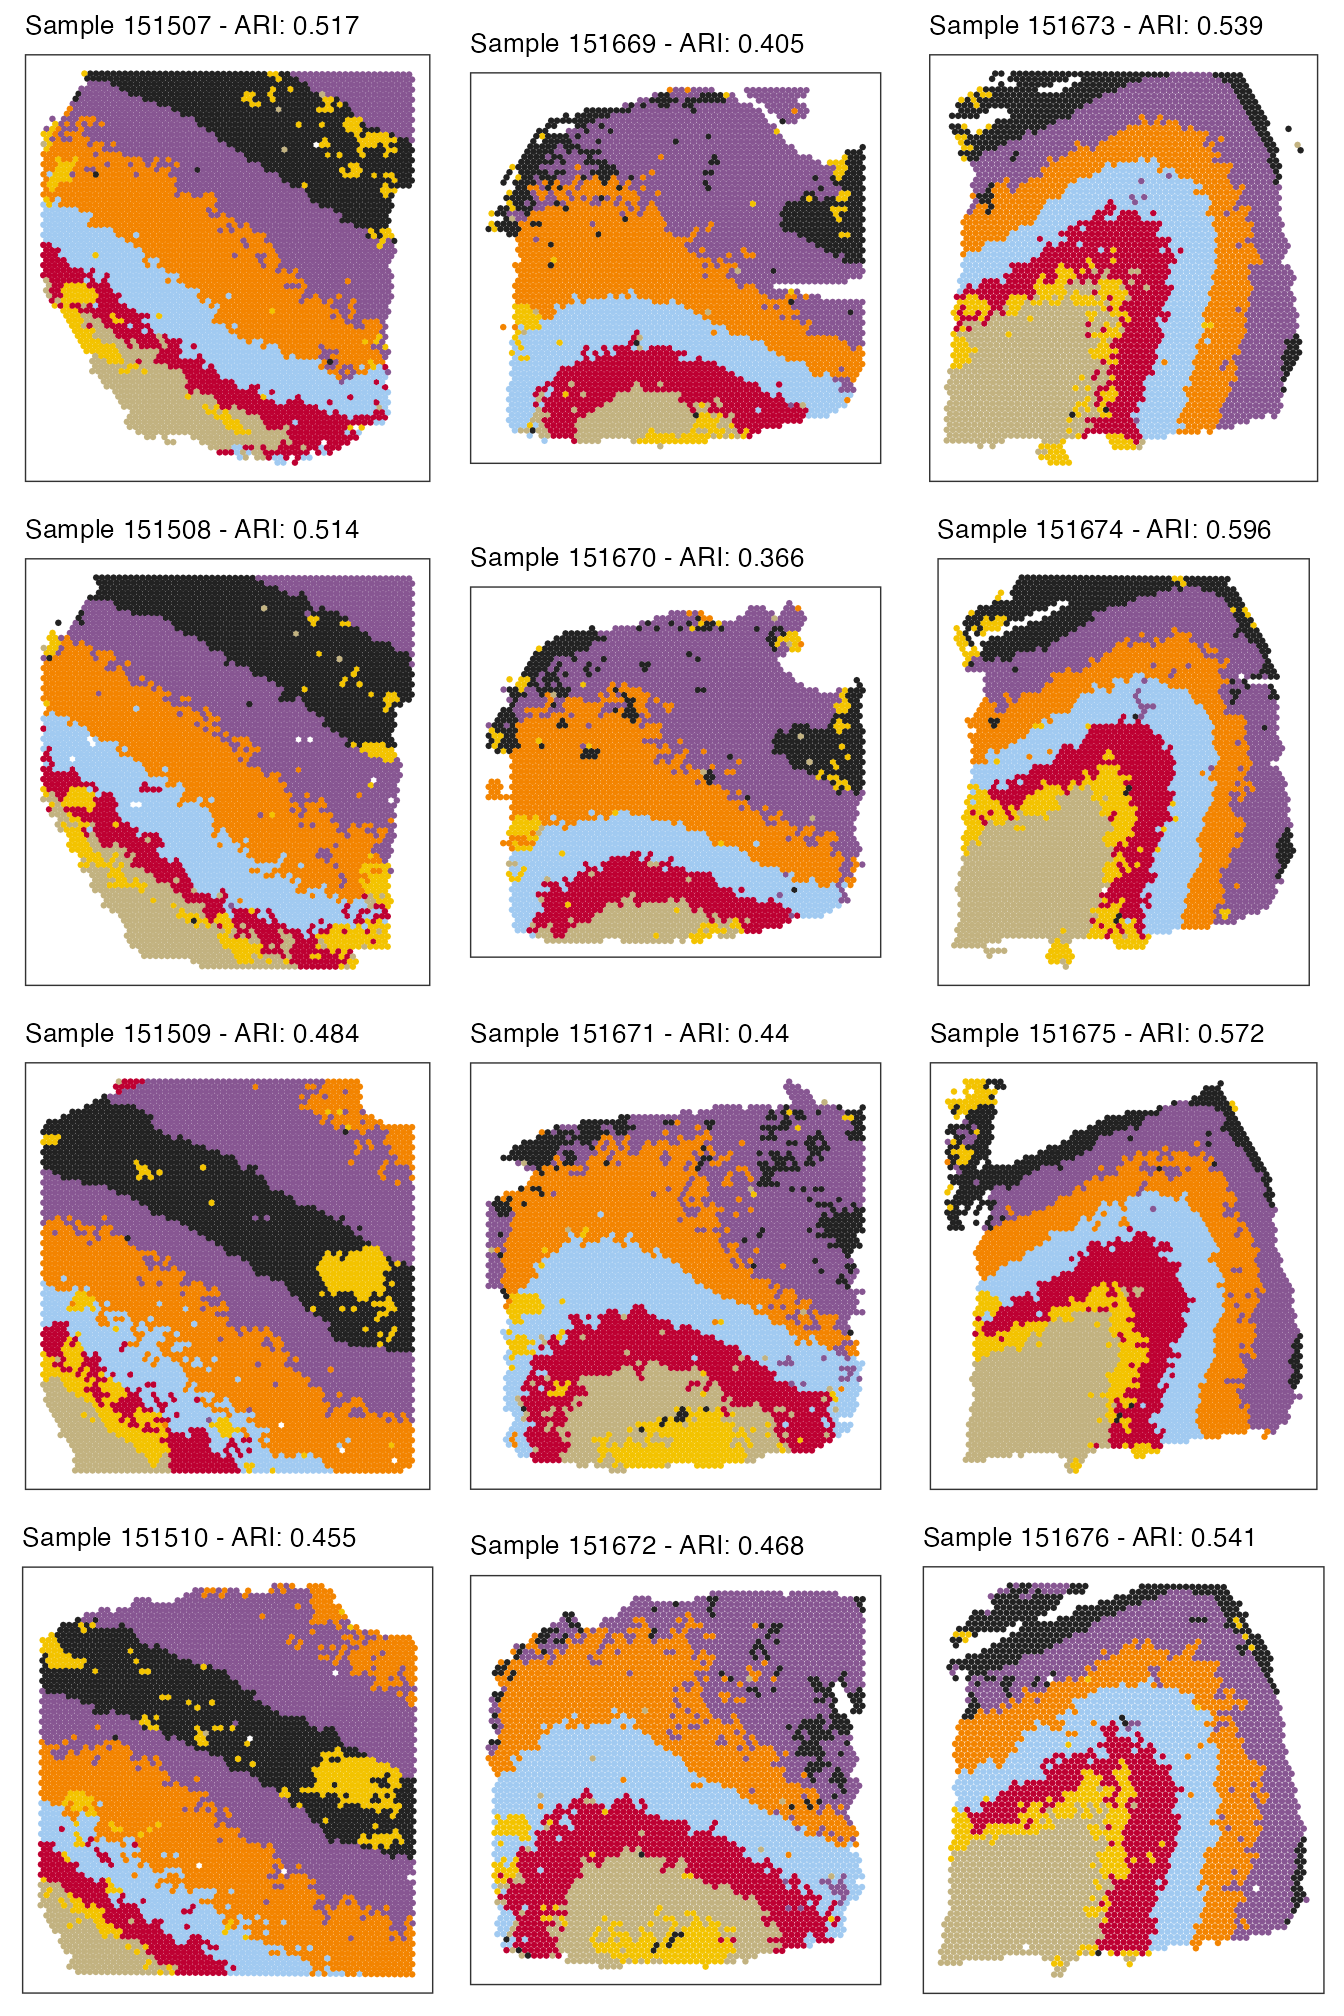 Sample 151507 - ARI: 0.517
Sample 151669 - ARI: 0.405
Sample 151673 - ARI: 0.539
Sample 151508 - ARI: 0.514
Sample 151670 - ARI: 0.366
Sample 151674 - ARI: 0.596
Sample 151509 - ARI: 0.484
Sample 151671 - ARI: 0.44
Sample 151675 - ARI: 0.572
Sample 151510 - ARI: 0.455
Sample 151672 - ARI: 0.468
Sample 151676 - ARI: 0.541